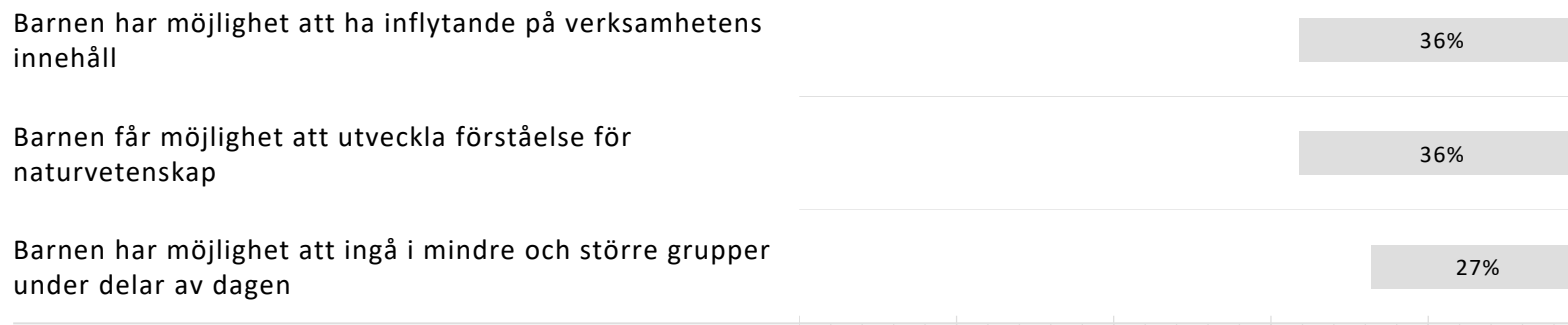 Barnen har möjlighet att ha inflytande på verksamhetens
innehåll
36%
Barnen får möjlighet att utveckla förståelse för
naturvetenskap
36%
Barnen har möjlighet att ingå i mindre och större grupper
under delar av dagen
27%